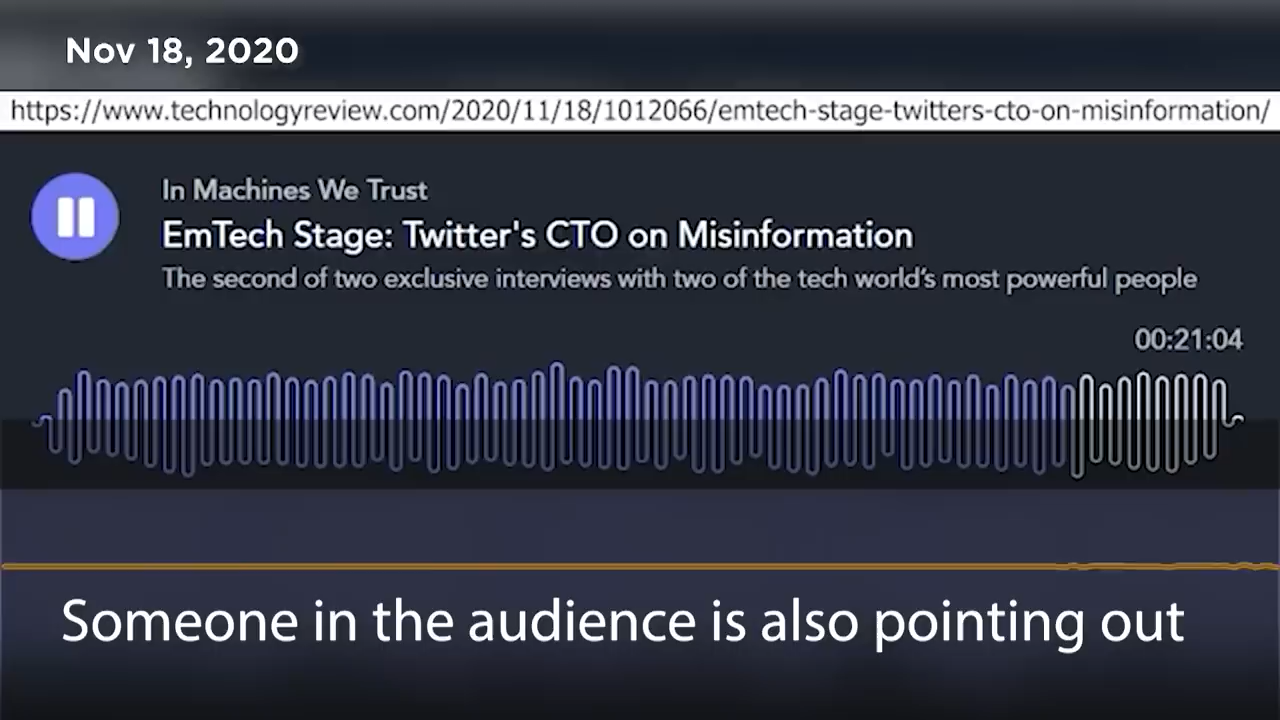 Nov 18, 2020
https://www.technologyreview.com/2020/11/18/1012066/emtech-stage-twitters-cto-on-misinformation/
In Machines We Trust
EmTech Stage: Twitter's CTO on Misinformation
The second of two exclusive interviews with two of the tech world's most powerful people
00:21:04
Someone in the audience is also pointing out